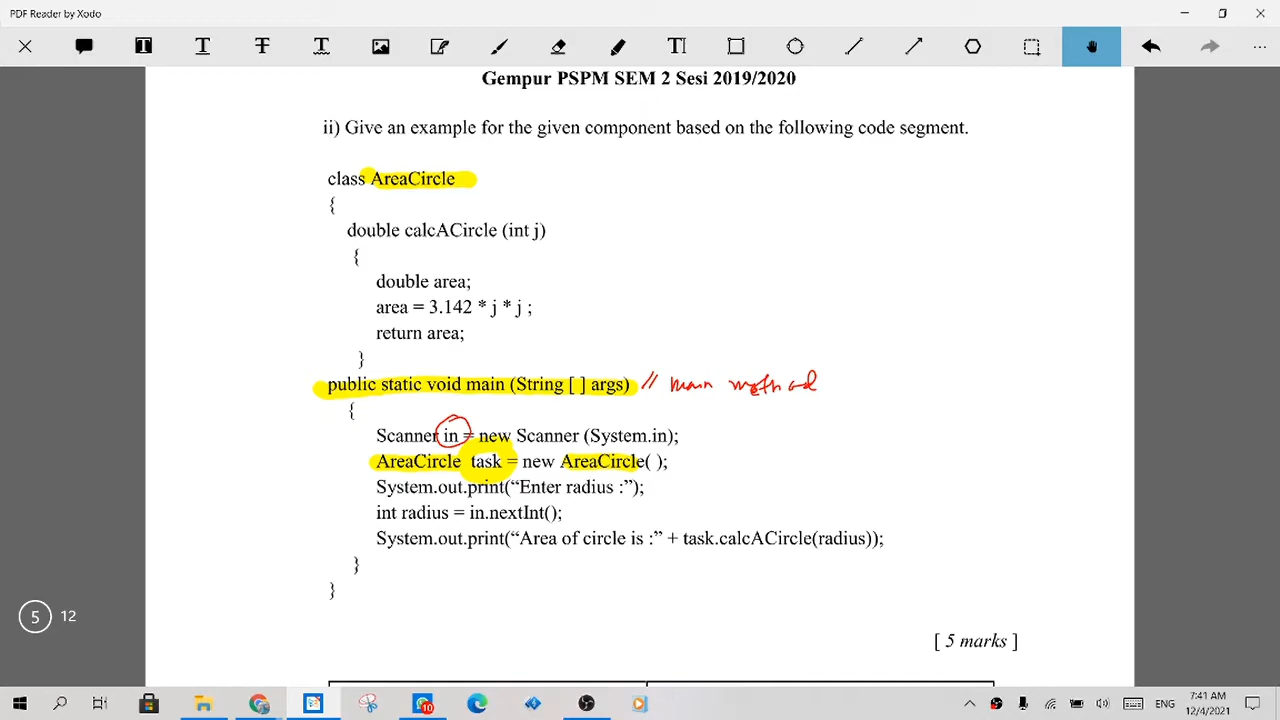 PDF Reader by Xodo
Gempur PSPM SEM 2 Sesi 2019/2020
ii) Give an example for the given component based on the following code segment.
class AreaCircle
{
double calcACircle (int j)
{
double area;
area = 3.142 * j * j ;
return area;
}
public static void main (String [ ] args) // main method
{
Scanner in = new Scanner (System.in);
AreaCircle task = new AreaCircle( );
System.out.print(“Enter radius :”);
int radius = in.nextInt();
System.out.print(“Area of circle is :” + task.calcACircle(radius));
}
}
5 12
[ 5 marks ]
10
ENG
7:41 AM
12/4/2021